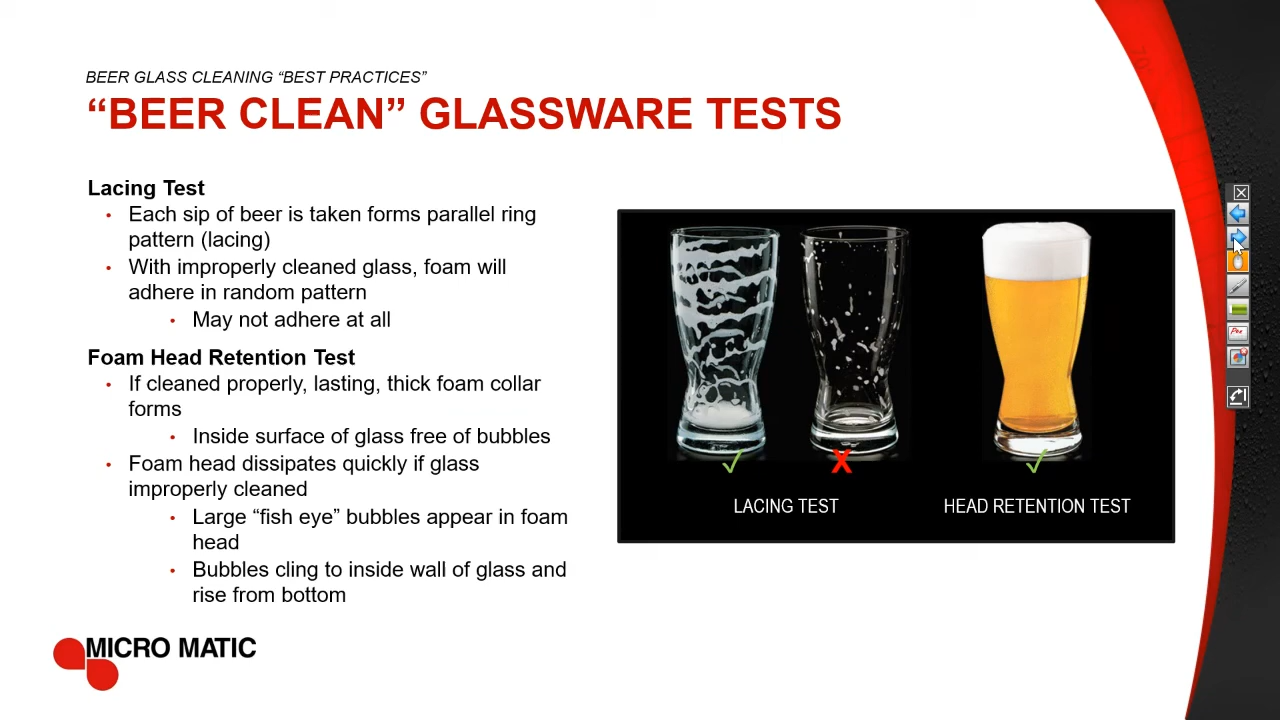 BEER GLASS CLEANING “BEST PRACTICES”
“BEER CLEAN” GLASSWARE TESTS
Lacing Test
• Each sip of beer is taken forms parallel ring
pattern (lacing)
• With improperly cleaned glass, foam will
adhere in random pattern
• May not adhere at all
Foam Head Retention Test
• If cleaned properly, lasting, thick foam collar
forms
• Inside surface of glass free of bubbles
• Foam head dissipates quickly if glass
improperly cleaned
• Large “fish eye” bubbles appear in foam
head
• Bubbles cling to inside wall of glass and
rise from bottom
✓ X ✓
LACING TEST HEAD RETENTION TEST
MICRO MATIC